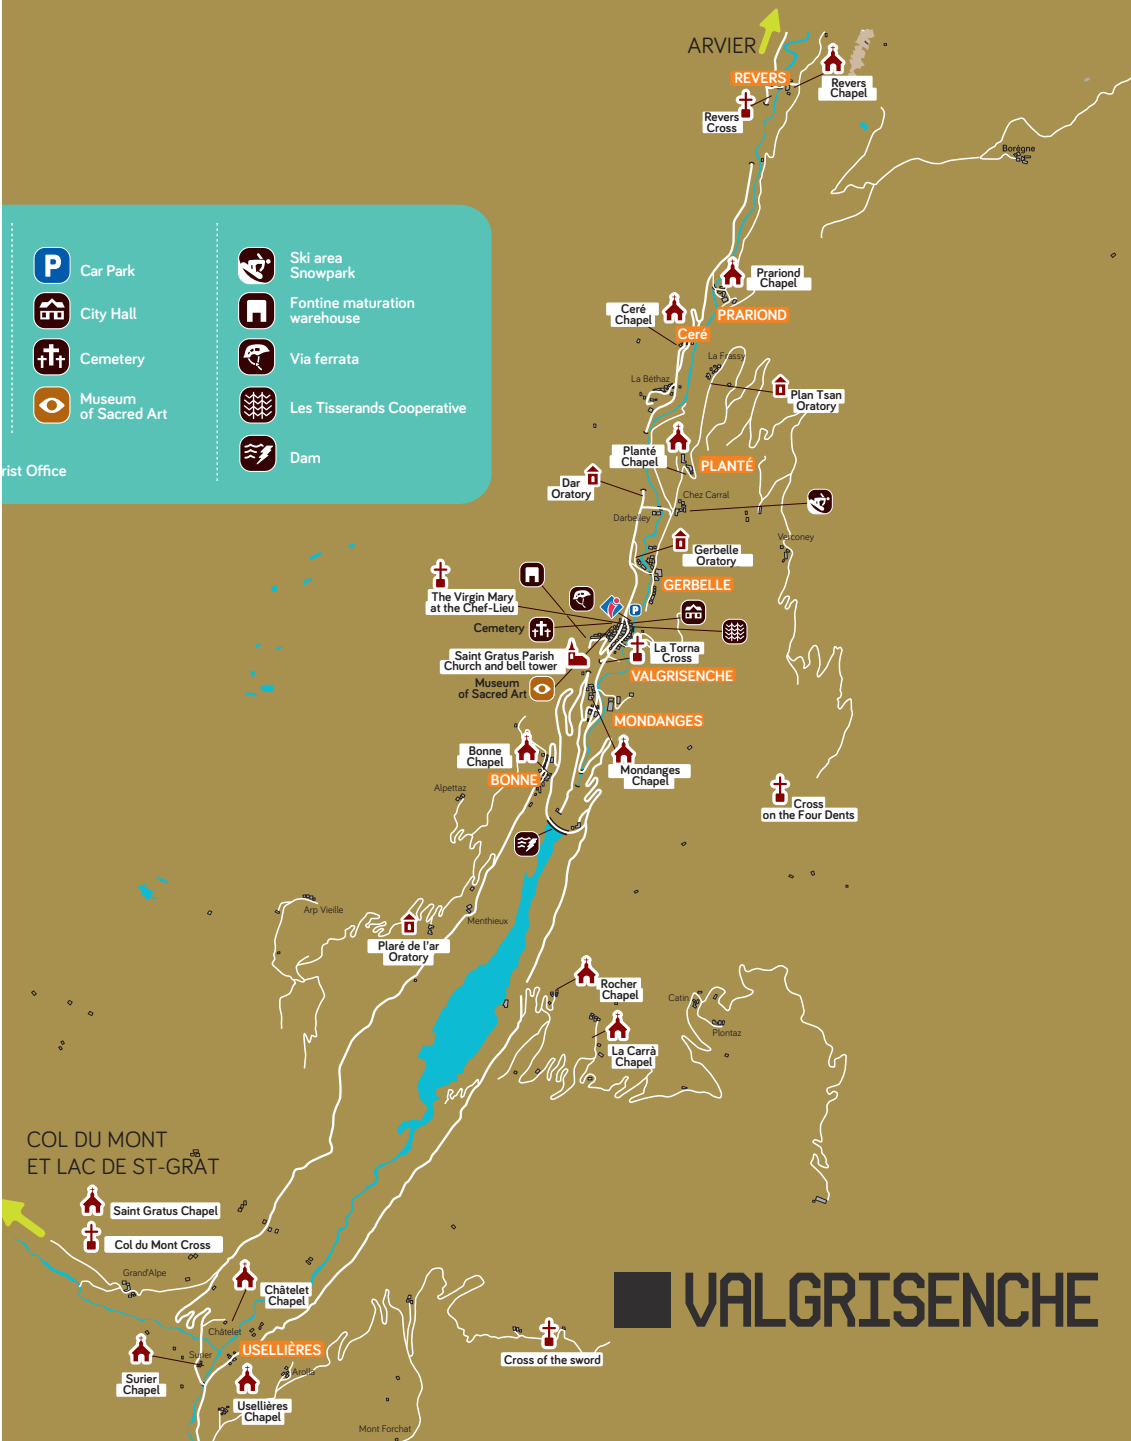 ARVIER
REVERS
Revers
Chapel
Revers
Cross
Borègne
P
Car Park
City Hall
Cemetery
Museum
of Sacred Art
rist Office
Ski area
Snowpark
Fontine maturation
warehouse
Via ferrata
Les Tisserands Cooperative
Dam
Prariond
Chapel
PRARIOND
Ceré
Chapel
Ceré
La Frassy
La Béthaz
Plan Tsan
Oratory
Planté
Chapel
PLANTÉ
Dar
Oratory
Chez Carral
Darbelley
Verconey
Gerbelle
Oratory
GERBELLE
The Virgin Mary
at the Chef-Lieu
P
Cemetery
La Torna
Cross
Saint Gratus Parish
Church and bell tower
VALGRISENCHE
Museum
of Sacred Art
MONDANGES
Bonne
Chapel
BONNE
Mondanges
Chapel
Alpettaz
Cross
on the Four Dents
Arp Vieille
Menthieux
Plaré de l'ar
Oratory
Rocher
Chapel
Catin
Plontaz
La Carrà
Chapel
COL DU MONT
ET LAC DE ST-GRAT
Saint Gratus Chapel
Col du Mont Cross
Grand'Alpe
Châtelet
Chapel
VALGRISENCHE
Châtelet
USELLIÈRES
Surier
Cross of the sword
Arolla
Surier
Chapel
Usellières
Chapel
Mont Forchat